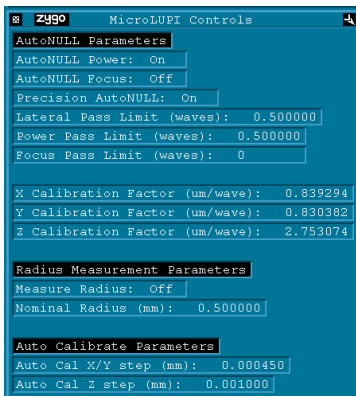 zygo MicroLUPI Controls
AutoNULL Parameters
AutoNULL Power: On
AutoNULL Focus: Off
Precision AutoNULL: On
Lateral Pass Limit (waves): 0.500000
Power Pass Limit (waves): 0.500000
Focus Pass Limit (waves): 0
X Calibration Factor (um/wave): 0.839294
Y Calibration Factor (um/wave): 0.830382
Z Calibration Factor (um/wave): 2.753074
Radius Measurement Parameters
Measure Radius: Off
Nominal Radius (mm): 0.500000
Auto Calibrate Parameters
Auto Cal X/Y step (mm): 0.000450
Auto Cal Z step (mm): 0.001000